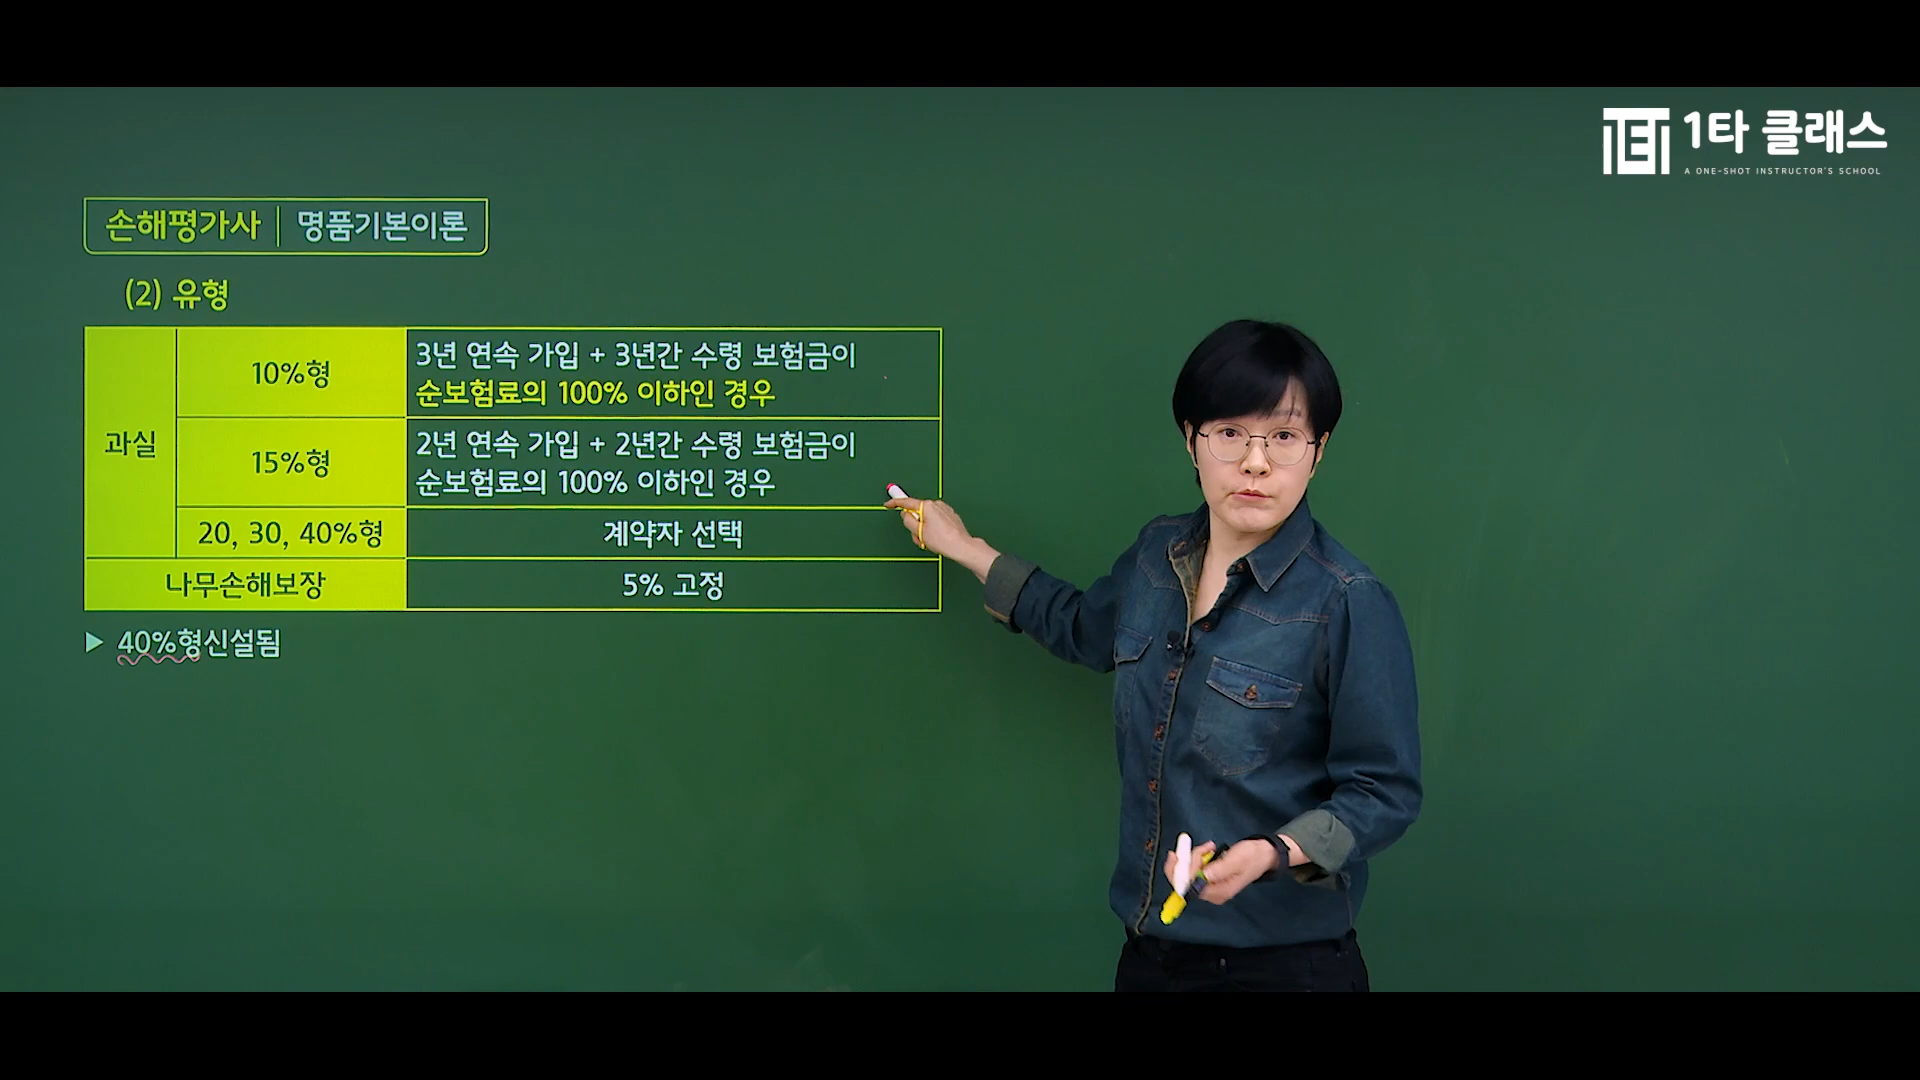 1타 클래스
A ONE-SHOT INSTRUCTOR'S SCHOOL
손해평가사 | 명품기본이론
(2) 유형
과실
10%형
3년 연속 가입 + 3년간 수령 보험금이
순보험료의 100% 이하인 경우
15%형
2년 연속 가입 + 2년간 수령 보험금이
순보험료의 100% 이하인 경우
20, 30, 40%형
계약자 선택
나무손해보장
5% 고정
▶ 40%형신설됨